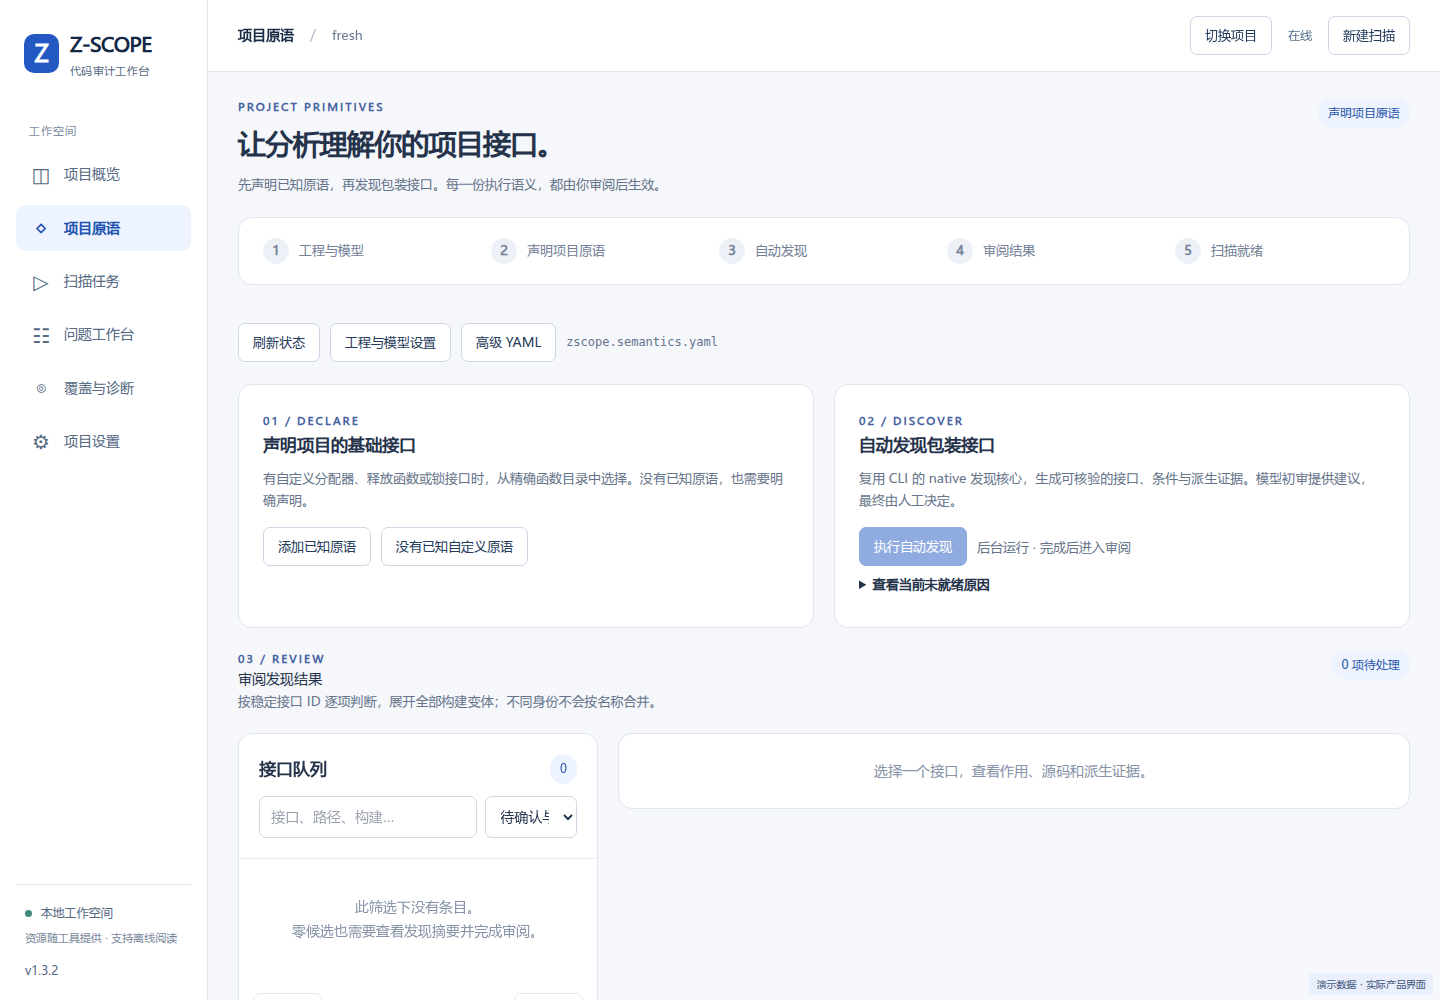 Z
Z-SCOPE
代码审计工作台
工作空间
项目概览
项目原语
扫描任务
问题工作台
覆盖与诊断
项目设置
本地工作空间
资源随工具提供 · 支持离线阅读
v1.3.2
项目原语 / fresh
切换项目
在线
新建扫描
PROJECT PRIMITIVES
声明项目原语
让分析理解你的项目接口。
先声明已知原语，再发现包装接口。每一份执行语义，都由你审阅后生效。
1 工程与模型
2 声明项目原语
3 自动发现
4 审阅结果
5 扫描就绪
刷新状态
工程与模型设置
高级 YAML
zscope.semantics.yaml
01 / DECLARE
声明项目的基础接口
有自定义分配器、释放函数或锁接口时，从精确函数目录中选择。没有已知原语，也需要明
确声明。
添加已知原语
没有已知自定义原语
02 / DISCOVER
自动发现包装接口
复用 CLI 的 native 发现核心，生成可核验的接口、条件与派生证据。模型初审提供建议，
最终由人工决定。
执行自动发现
后台运行 · 完成后进入审阅
查看当前未就绪原因
03 / REVIEW
审阅发现结果
按稳定接口 ID 逐项判断，展开全部构建变体；不同身份不会按名称合并。
0 项待处理
接口队列
0
接口、路径、构建...
待确认
此筛选下没有条目。
零候选也需要查看发现摘要并完成审阅。
选择一个接口，查看作用、源码和派生证据。
演示数据 · 实际产品界面